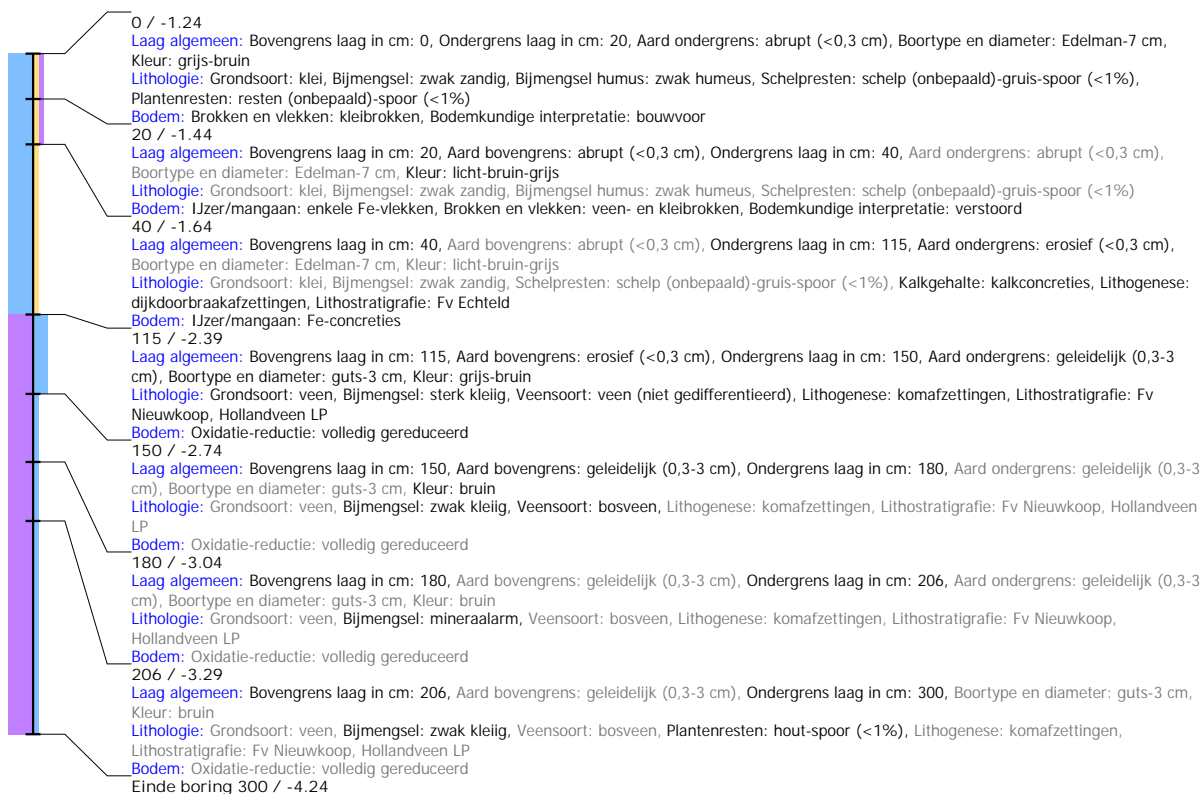 0 / -1.24
Laag algemeen: Bovengrens laag in cm: 0, Ondergrens laag in cm: 20, Aard ondergrens: abrupt (<0,3 cm), Boortype en diameter: Edelman-7 cm,
Kleur: grijs-bruin
Lithologie: Grondsoort: klei, Bijmengsel: zwak zandig, Bijmengsel humus: zwak humeus, Schelpresten: schelp (onbepaald)-gruis-spoor (<1%),
Plantenresten: resten (onbepaald)-spoor (<1%)
Bodem: Brokken en vlekken: kleibrokken, Bodemkundige interpretatie: bouwvoor
20 / -1.44
Laag algemeen: Bovengrens laag in cm: 20, Aard bovengrens: abrupt (<0,3 cm), Ondergrens laag in cm: 40, Aard ondergrens: abrupt (<0,3 cm),
Boortype en diameter: Edelman-7 cm, Kleur: licht-bruin-grijs
Lithologie: Grondsoort: klei, Bijmengsel: zwak zandig, Bijmengsel humus: zwak humeus, Schelpresten: schelp (onbepaald)-gruis-spoor (<1%)
Bodem: IJzer/mangaan: enkele Fe-vlekken, Brokken en vlekken: veen- en kleibrokken, Bodemkundige interpretatie: verstoord
40 / -1.64
Laag algemeen: Bovengrens laag in cm: 40, Aard bovengrens: abrupt (<0,3 cm), Ondergrens laag in cm: 115, Aard ondergrens: erosief (<0,3 cm),
Boortype en diameter: Edelman-7 cm, Kleur: licht-bruin-grijs
Lithologie: Grondsoort: klei, Bijmengsel: zwak zandig, Schelpresten: schelp (onbepaald)-gruis-spoor (<1%), Kalkgehalte: kalkconcreties, Lithogenese:
dijkdoorbraakafzettingen, Lithostratigrafie: Fv Echteld
Bodem: IJzer/mangaan: Fe-concreties
115 / -2.39
Laag algemeen: Bovengrens laag in cm: 115, Aard bovengrens: erosief (<0,3 cm), Ondergrens laag in cm: 150, Aard ondergrens: geleidelijk (0,3-3
cm), Boortype en diameter: guts-3 cm, Kleur: grijs-bruin
Lithologie: Grondsoort: veen, Bijmengsel: sterk kleiig, Veensoort: veen (niet gedifferentieerd), Lithogenese: komafzettingen, Lithostratigrafie: Fv
Nieuwkoop, Hollandveen LP
Bodem: Oxidatie-reductie: volledig gereduceerd
150 / -2.74
Laag algemeen: Bovengrens laag in cm: 150, Aard bovengrens: geleidelijk (0,3-3 cm), Ondergrens laag in cm: 180, Aard ondergrens: geleidelijk (0,3-3
cm), Boortype en diameter: guts-3 cm, Kleur: bruin
Lithologie: Grondsoort: veen, Bijmengsel: zwak kleiig, Veensoort: bosveen, Lithogenese: komafzettingen, Lithostratigrafie: Fv Nieuwkoop, Hollandveen
LP
Bodem: Oxidatie-reductie: volledig gereduceerd
180 / -3.04
Laag algemeen: Bovengrens laag in cm: 180, Aard bovengrens: geleidelijk (0,3-3 cm), Ondergrens laag in cm: 206, Aard ondergrens: geleidelijk (0,3-3
cm), Boortype en diameter: guts-3 cm, Kleur: bruin
Lithologie: Grondsoort: veen, Bijmengsel: mineraalarm, Veensoort: bosveen, Lithogenese: komafzettingen, Lithostratigrafie: Fv Nieuwkoop,
Hollandveen LP
Bodem: Oxidatie-reductie: volledig gereduceerd
206 / -3.29
Laag algemeen: Bovengrens laag in cm: 206, Aard bovengrens: geleidelijk (0,3-3 cm), Ondergrens laag in cm: 300, Boortype en diameter: guts-3 cm,
Kleur: bruin
Lithologie: Grondsoort: veen, Bijmengsel: zwak kleiig, Veensoort: bosveen, Plantenresten: hout-spoor (<1%), Lithogenese: komafzettingen,
Lithostratigrafie: Fv Nieuwkoop, Hollandveen LP
Bodem: Oxidatie-reductie: volledig gereduceerd
Einde boring 300 / -4.24